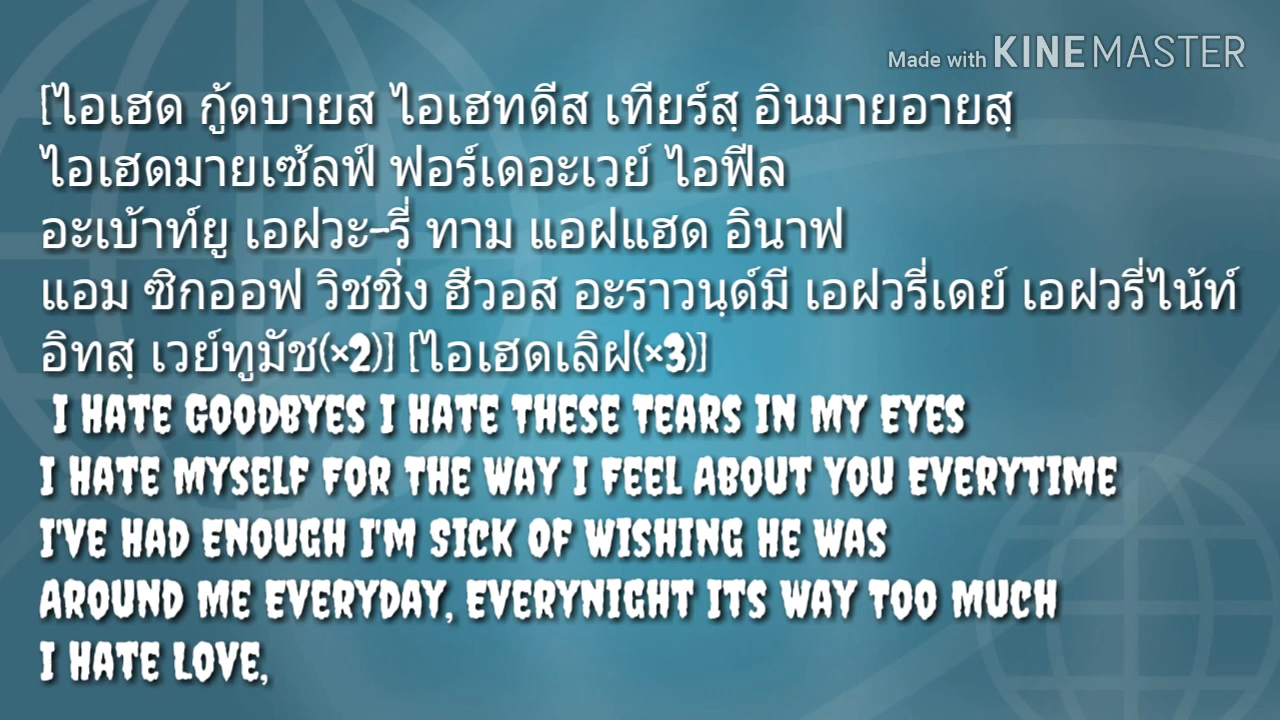 Made with KINEMASTER
[ไอเฮด กู้ดบายส ไอเฮทดีส เทียร์สฺ อินมายอายสฺ
ไอเฮดมายเซ้ลฟ์ ฟอร์เดอะเวย์ ไอฟีล
อะเบ้าท์ยู เอฝวะ-รี่ ทาม แอฝแฮด อินาฟ
แอม ซิกออฟ วิชชิ่ง ฮีวอส อะราวนฺด์มี เอฝวรี่เดย์ เอฝวรี่ไน้ท์
อิทสฺ เวย์ทูมัช(×2)] [ไอเฮดเลิฝ(×3)]
I HATE GOODBYES I HATE THESE TEARS IN MY EYES
I HATE MYSELF FOR THE WAY I FEEL ABOUT YOU EVERYTIME
I'VE HAD ENOUGH I'M SICK OF WISHING HE WAS
AROUND ME EVERYDAY, EVERYNIGHT ITS WAY TOO MUCH
I HATE LOVE,